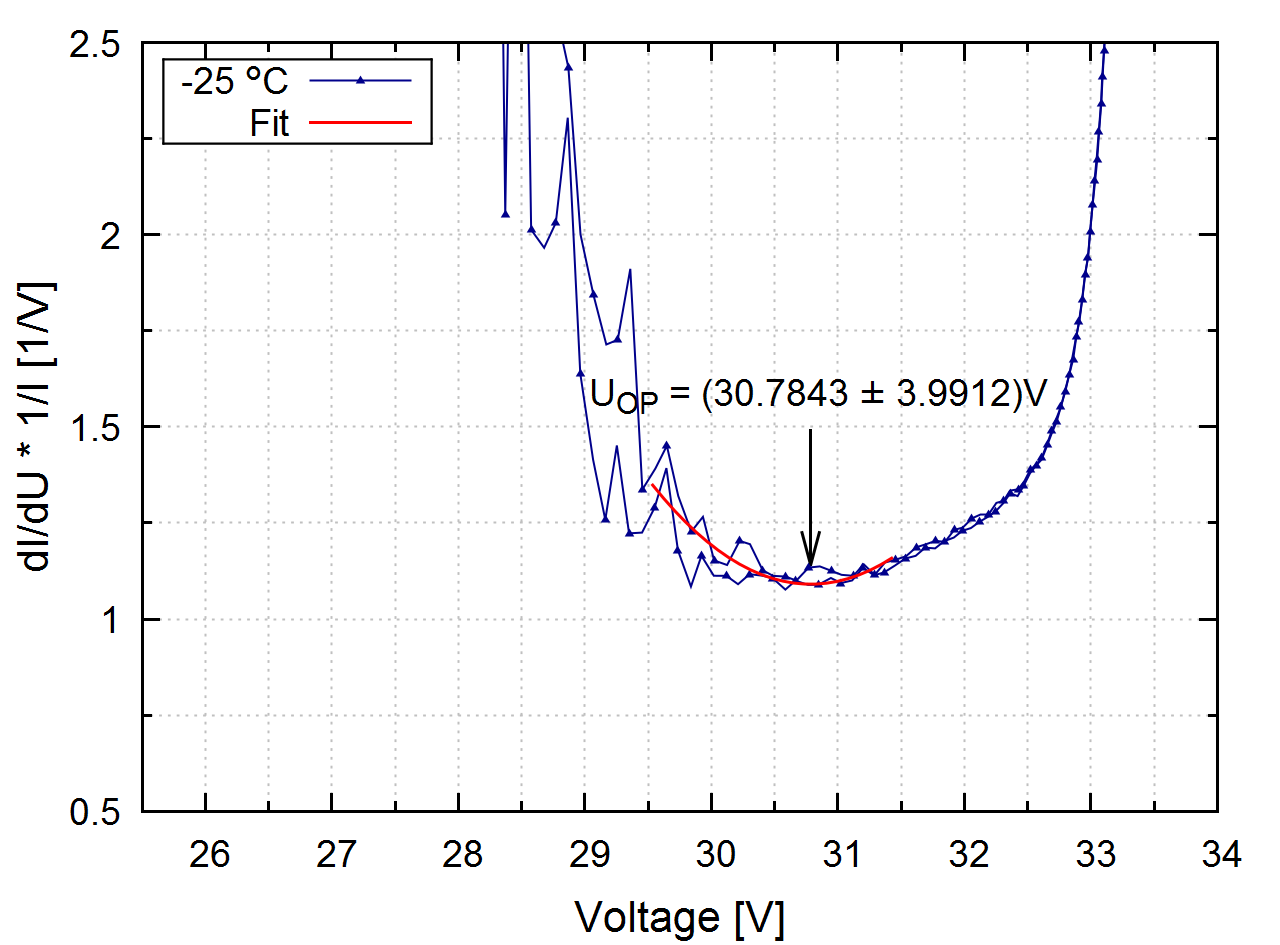 2.5
2
1.5
1
0.5
dI/dU * 1/I [1/V]
-25 °C
Fit
U_OP = (30.7843 ± 3.9912)V
26 27 28 29 30 31 32 33 34
Voltage [V]